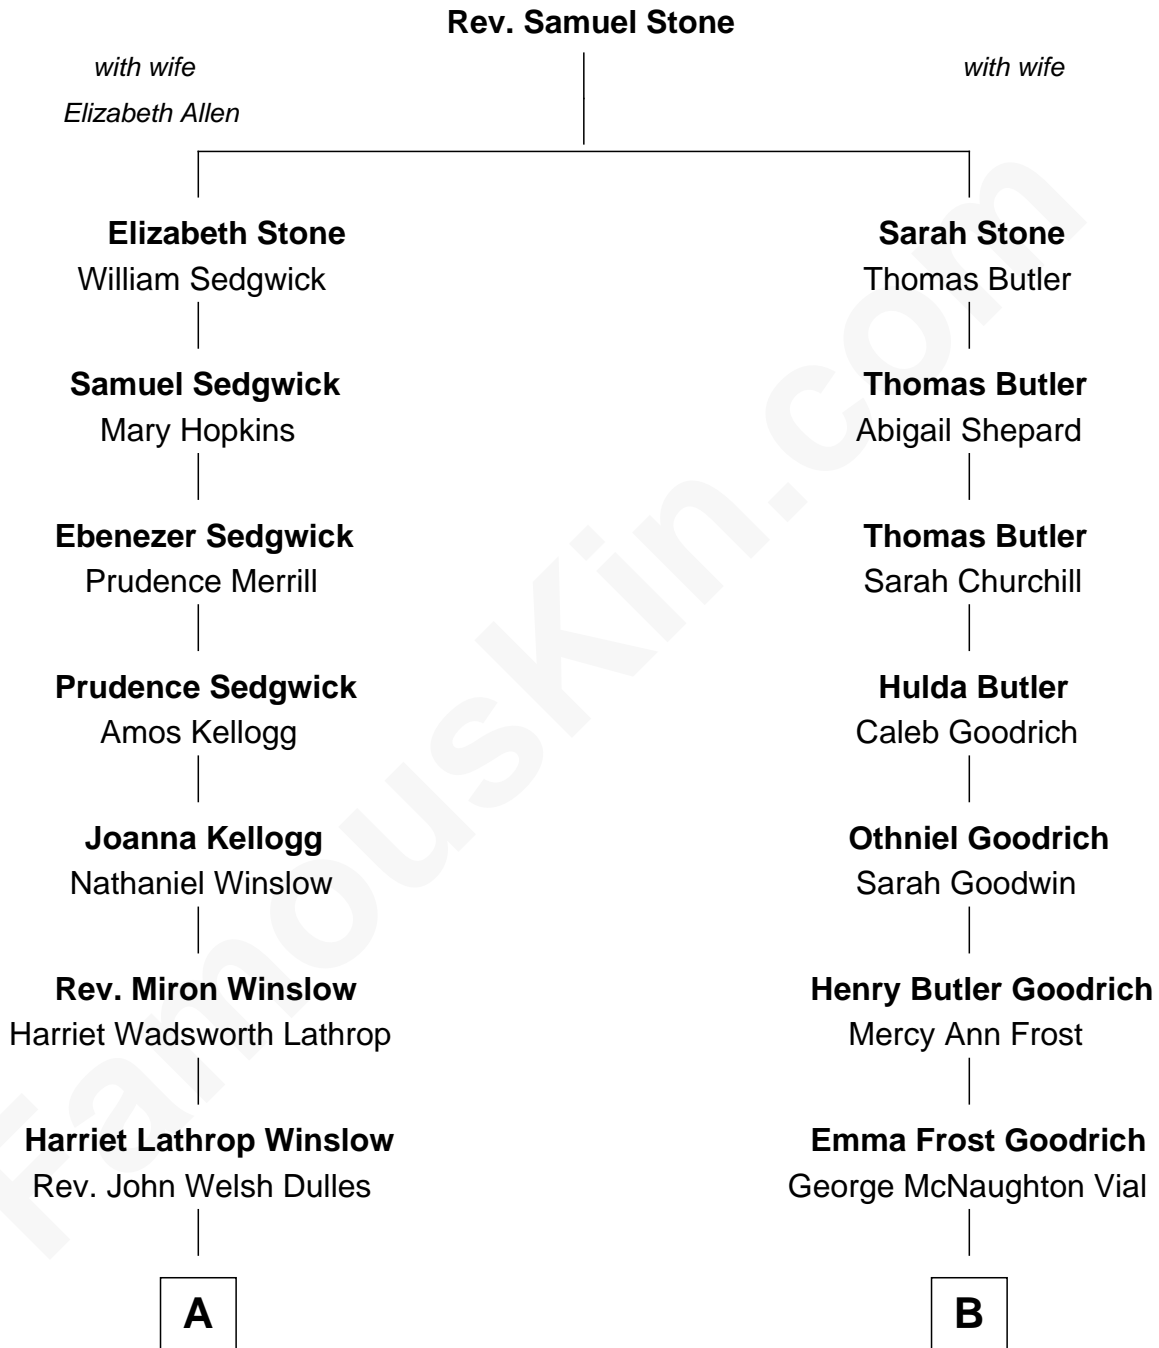 Rev. Samuel Stone
with wife
Elizabeth Allen
with wife
Elizabeth Stone
William Sedgwick
Sarah Stone
Thomas Butler
Samuel Sedgwick
Mary Hopkins
Thomas Butler
Abigail Shepard
Ebenezer Sedgwick
Prudence Merrill
Thomas Butler
Sarah Churchill
Prudence Sedgwick
Amos Kellogg
Hulda Butler
Caleb Goodrich
Joanna Kellogg
Nathaniel Winslow
Othniel Goodrich
Sarah Goodwin
Rev. Miron Winslow
Harriet Wadsworth Lathrop
Henry Butler Goodrich
Mercy Ann Frost
Harriet Lathrop Winslow
Rev. John Welsh Dulles
Emma Frost Goodrich
George McNaughton Vial
A
B
FamousKin.com